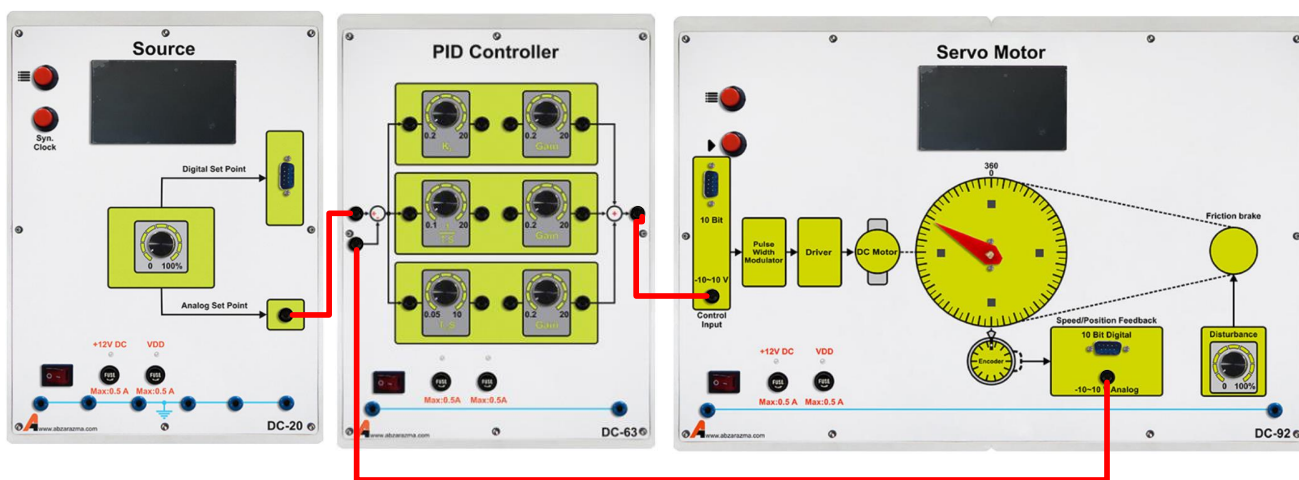 Source
Syn.
Clock
Digital Set Point
0 100%
Analog Set Point
+12V DC VDD
FUSE FUSE
Max:0.5 A Max:0.5 A
www.abzarazma.com
DC-20
PID Controller
0.2 20 0.2 20
Gain
0.1 20 0.2 20
Gain
0.05 10 0.2 20
Gain
FUSE FUSE
Max:0.5A Max:0.5A
www.abzarazma.com
DC-63
Servo Motor
10 Bit
-10~10 V
Control
Input
Pulse
Width
Modulator
Driver
DC Motor
360
0
Friction brake
Encoder
Speed/Position Feedback
10 Bit Digital
-10~10 Analog
Disturbance
0 100%
+12V DC VDD
FUSE FUSE
Max:0.5 A Max:0.5 A
www.abzarazma.com
DC-92